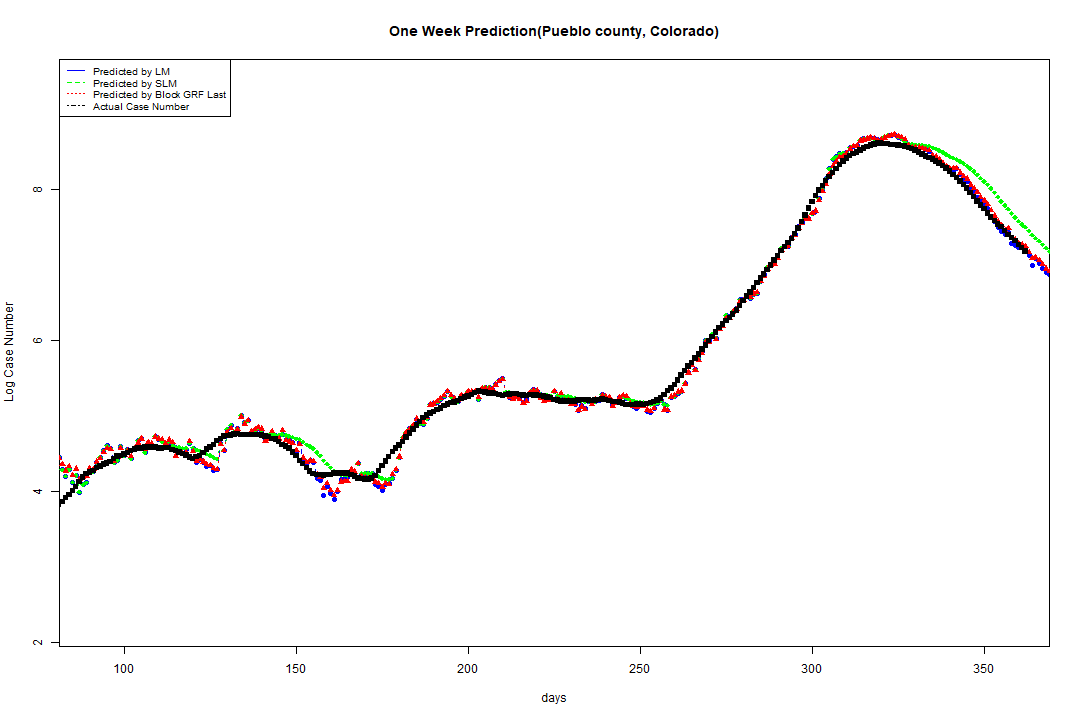 One Week Prediction(Pueblo county, Colorado)
Predicted by LM
Predicted by SLM
Predicted by Block GRF Last
Actual Case Number
Log Case Number
8
6
4
2
100 150 200 250 300 350
days